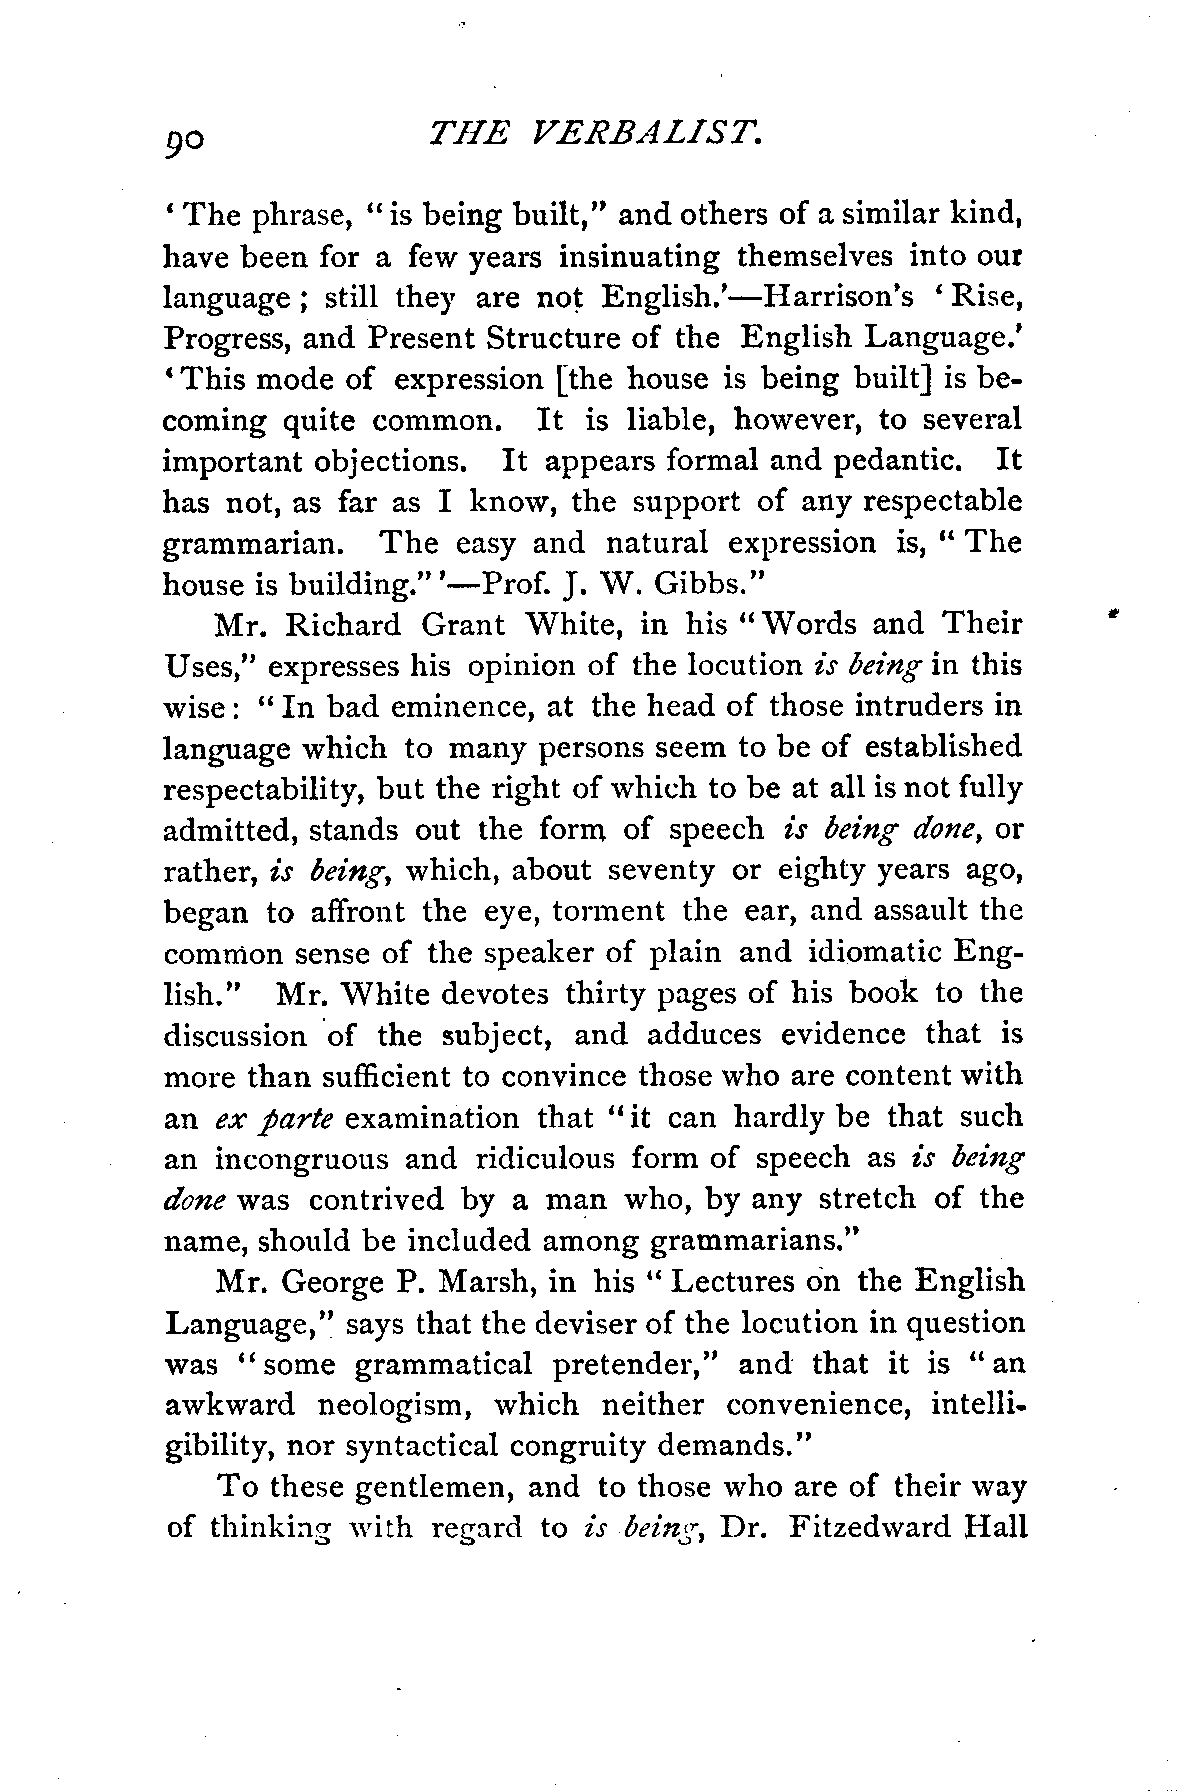 90 THE VERBALIST.
‘The phrase, “is being built,” and others of a similar kind,
have been for a few years insinuating themselves into our
language ; still they are not English.’—Harrison’s ‘Rise,
Progress, and Present Structure of the English Language.’
‘This mode of expression [the house is being built] is be-
coming quite common. It is liable, however, to several
important objections. It appears formal and pedantic. It
has not, as far as I know, the support of any respectable
grammarian. The easy and natural expression is, “The
house is building.”’—Prof. J. W. Gibbs.”
Mr. Richard Grant White, in his “Words and Their
Uses,” expresses his opinion of the locution is being in this
wise: “In bad eminence, at the head of those intruders in
language which to many persons seem to be of established
respectability, but the right of which to be at all is not fully
admitted, stands out the form of speech is being done, or
rather, is being, which, about seventy or eighty years ago,
began to affront the eye, torment the ear, and assault the
common sense of the speaker of plain and idiomatic Eng-
lish.” Mr. White devotes thirty pages of his book to the
discussion of the subject, and adduces evidence that is
more than sufficient to convince those who are content with
an ex parte examination that “it can hardly be that such
an incongruous and ridiculous form of speech as is being
done was contrived by a man who, by any stretch of the
name, should be included among grammarians.”
Mr. George P. Marsh, in his “Lectures on the English
Language,” says that the deviser of the locution in question
was “some grammatical pretender,” and that it is “an
awkward neologism, which neither convenience, intelli-
gibility, nor syntactical congruity demands.”
To these gentlemen, and to those who are of their way
of thinking with regard to is being, Dr. Fitzedward Hall